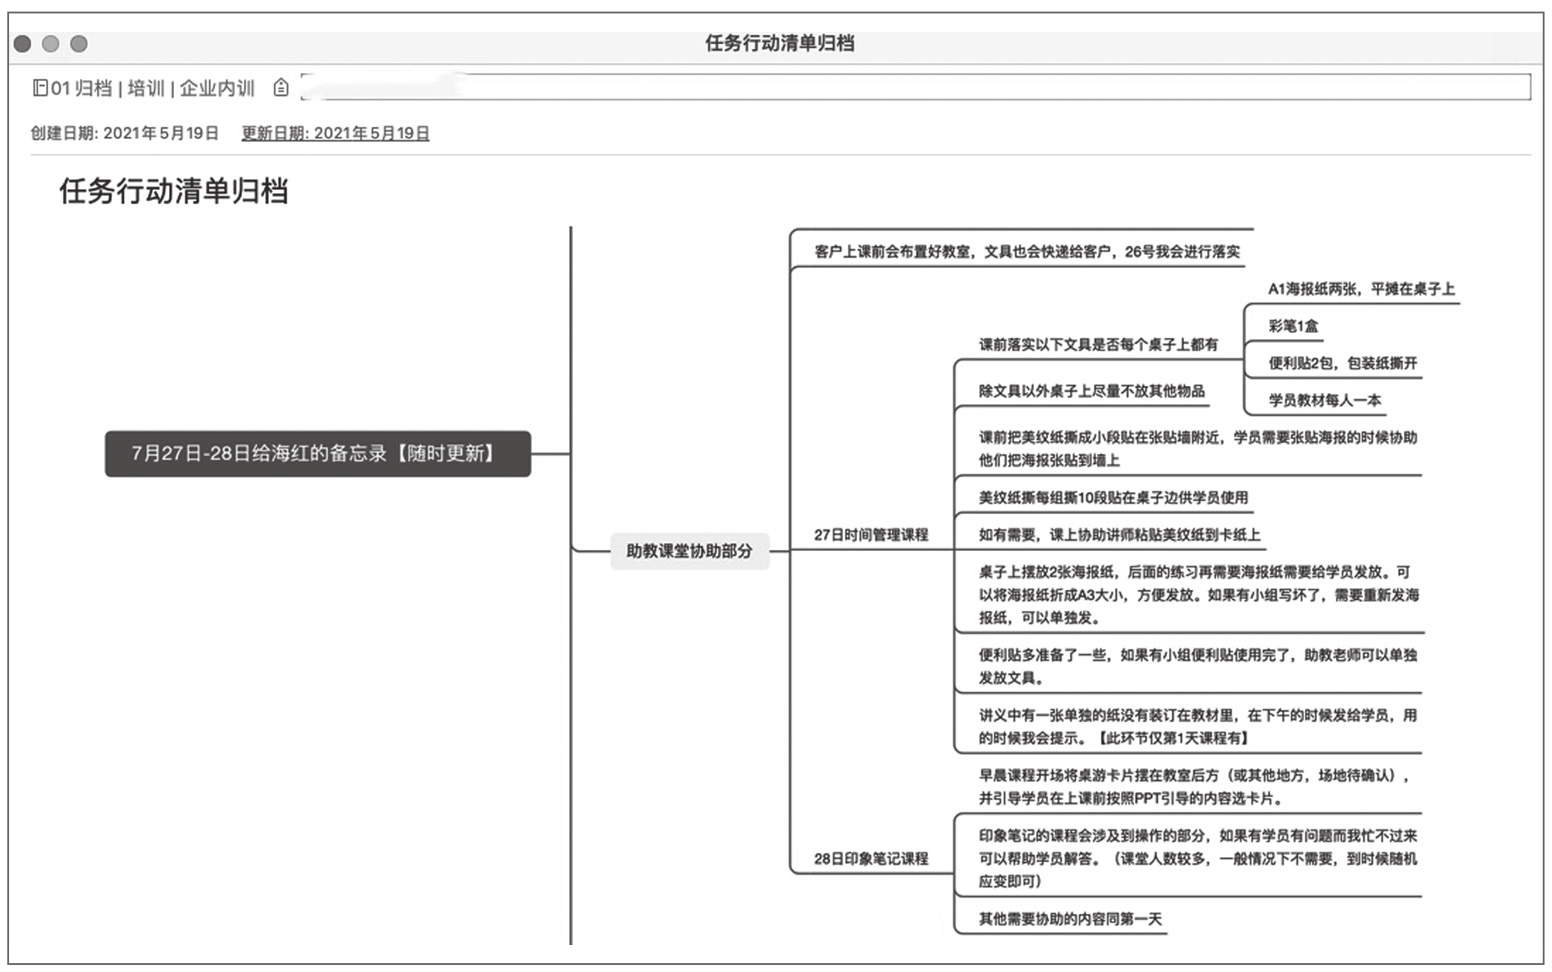 任务行动清单归档
01 归档 | 培训 | 企业内训
创建日期: 2021年5月19日 更新日期: 2021年5月19日
任务行动清单归档
7月27日-28日给海红的备忘录【随时更新】
助教课堂协助部分
客户上课前会布置好教室，文具也会快递给客户，26号我会进行落实
27日时间管理课程
课前落实以下文具是否每个桌子上都有
A1海报纸两张，平摊在桌子上
彩笔1盒
便利贴2包，包装纸撕开
学员教材每人一本
除文具以外桌子上尽量不放其他物品
课前把美纹纸撕成小段贴在张贴墙附近，学员需要张贴海报的时候协助
他们把海报张贴到墙上
美纹纸撕每组撕10段贴在桌子边供学员使用
如有需要，课上协助讲师粘贴美纹纸到卡纸上
桌子上摆放2张海报纸，后面的练习再需要海报纸需要给学员发放。可
以将海报纸折成A3大小，方便发放。如果有小组写坏了，需要重新发海
报纸，可以单独发。
便利贴多准备了一些，如果有小组便利贴使用完了，助教老师可以单独
发放文具。
讲义中有一张单独的纸没有装订在教材里，在下午的时候发给学员，用
的时候我会提示。【此环节仅第1天课程有】
28日印象笔记课程
早晨课程开场将桌游卡片摆在教室后方（或其他地方，场地待确认），
并引导学员在上课前按照PPT引导的内容选卡片。
印象笔记的课程会涉及到操作的部分，如果有学员有问题而我忙不过来
可以帮助学员解答。（课堂人数较多，一般情况下不需要，到时候随机
应变即可）
其他需要协助的内容同第一天